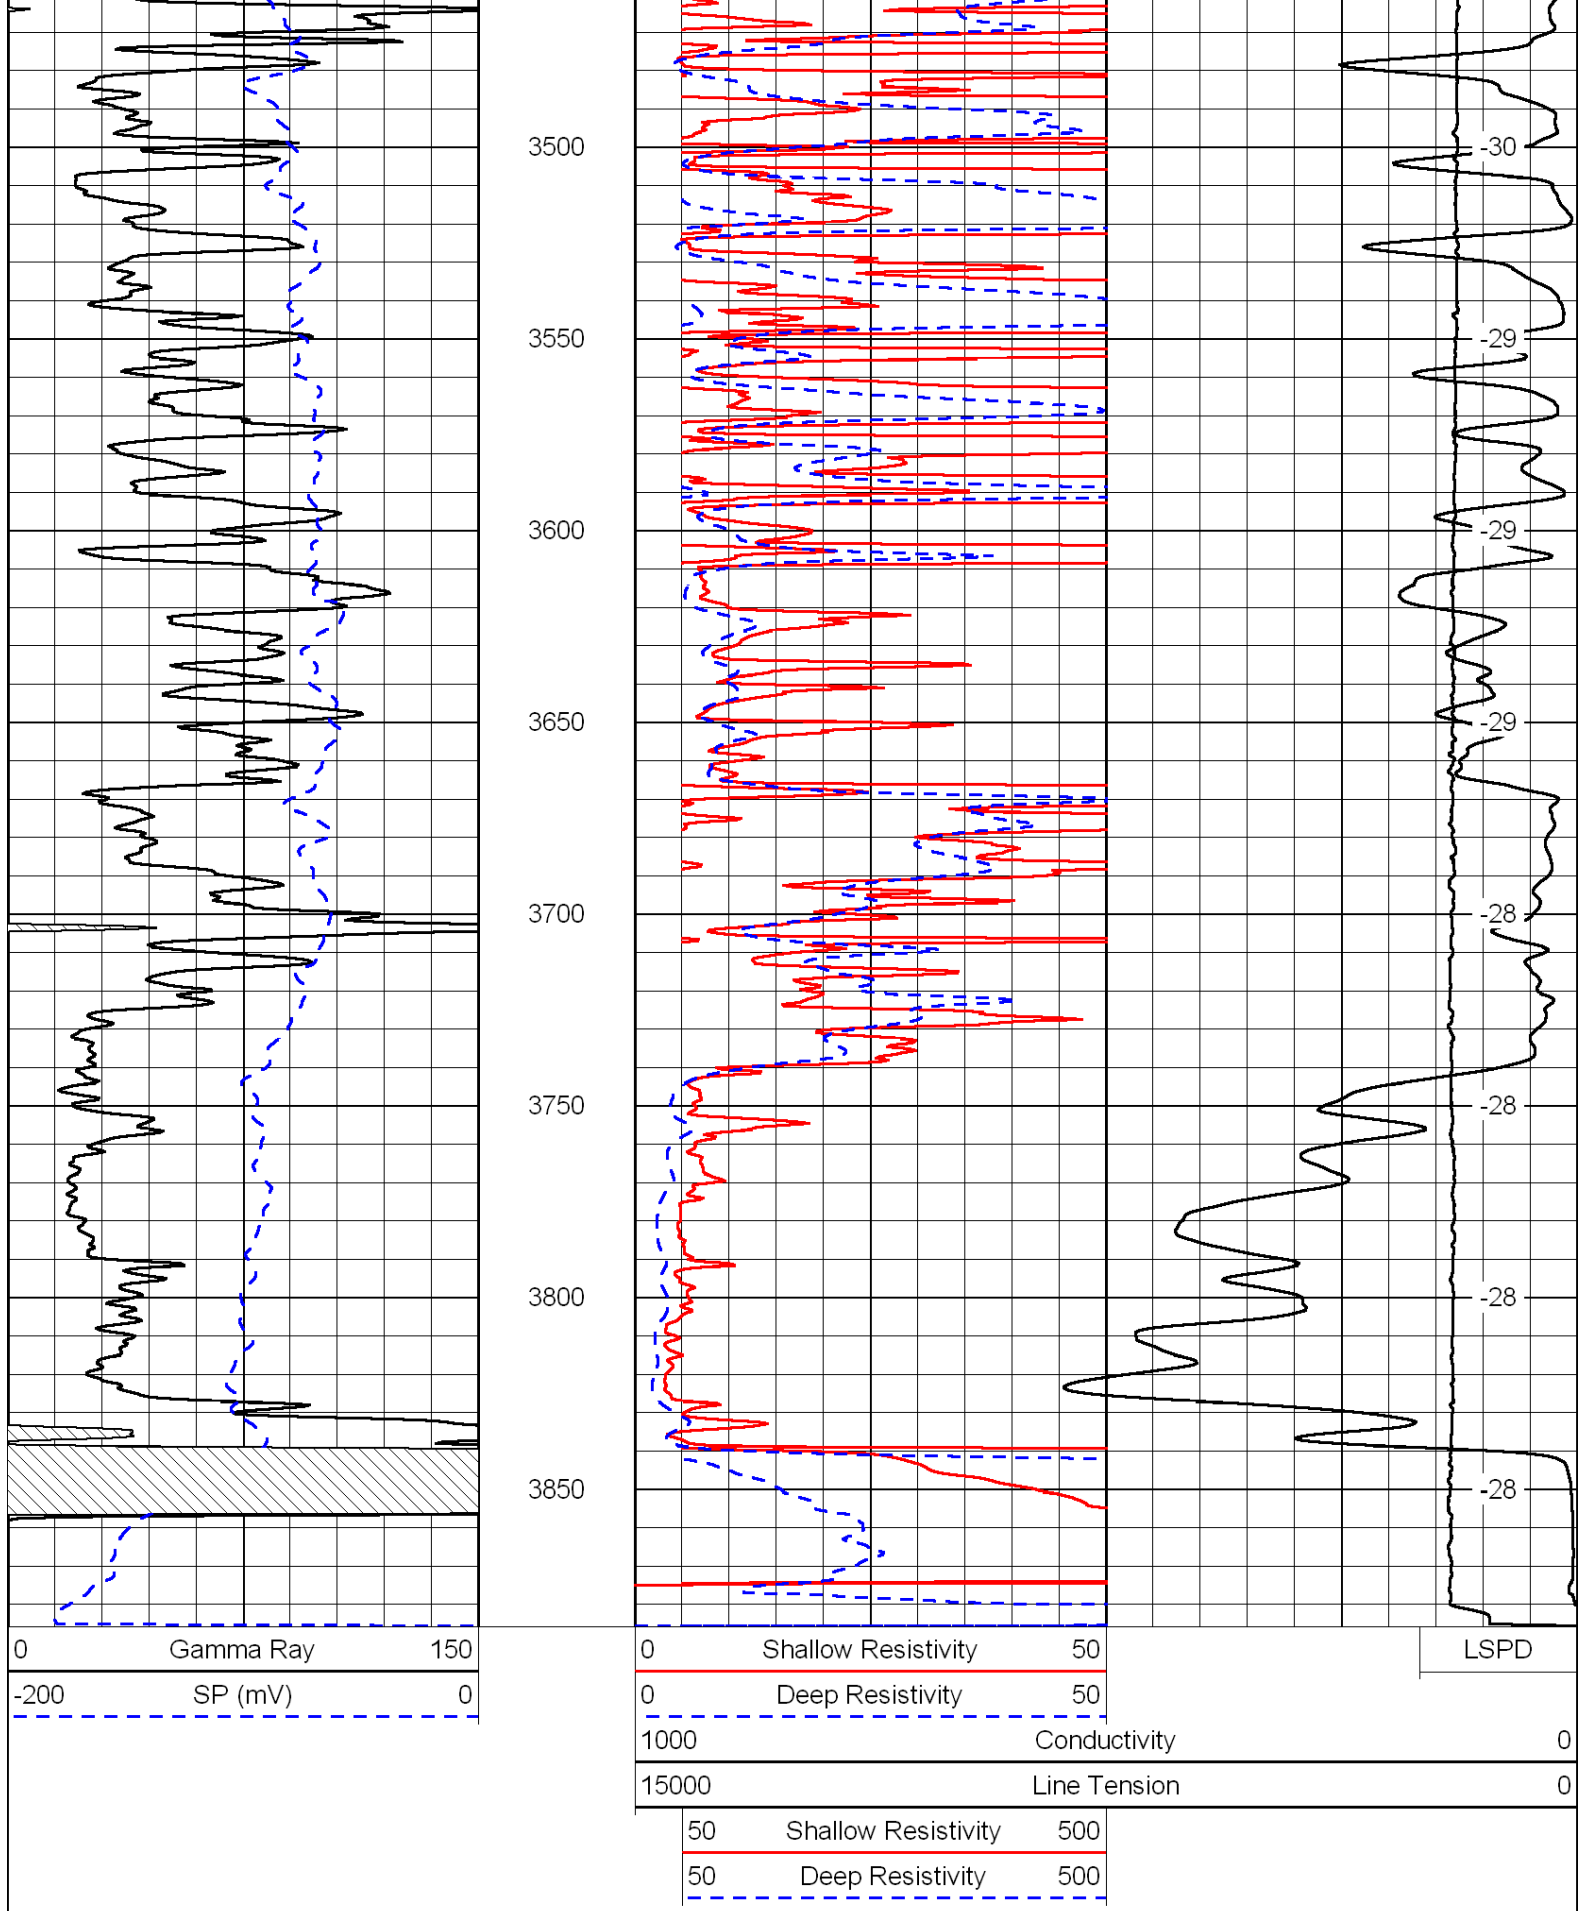 3500 -30
3550 -29
3600 -29
3650 -29
3700 -28
3750 -28
3800 -28
3850 -28
0 Gamma Ray 150 0 Shallow Resistivity 50 LSPD
-200 SP (mV) 0 0 Deep Resistivity 50
1000 Conductivity 0
15000 Line Tension 0
50 Shallow Resistivity 500
50 Deep Resistivity 500